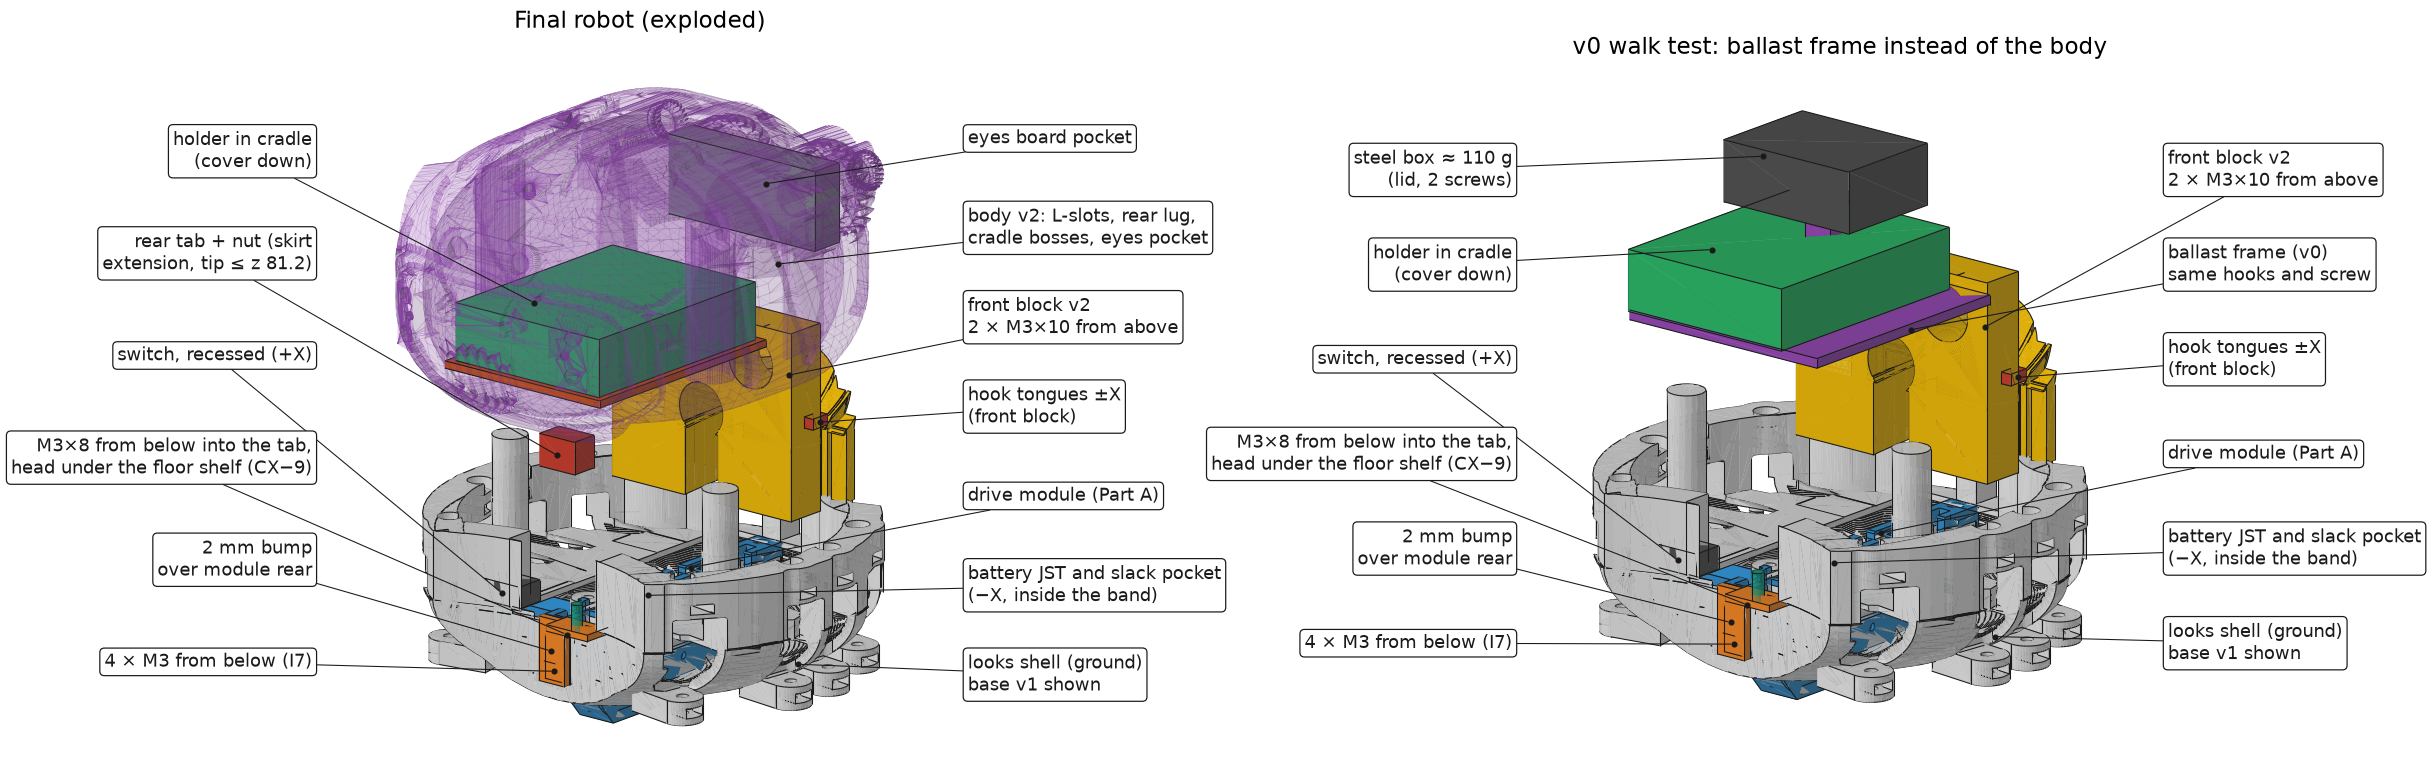 Final robot (exploded)
holder in cradle
(cover down)
rear tab + nut (skirt
extension, tip ≤ z 81.2)
switch, recessed (+X)
M3×8 from below into the tab,
head under the floor shelf (CX−9)
2 mm bump
over module rear
4 × M3 from below (I7)
eyes board pocket
body v2: L-slots, rear lug,
cradle bosses, eyes pocket
front block v2
2 × M3×10 from above
hook tongues ±X
(front block)
drive module (Part A)
battery JST and slack pocket
(−X, inside the band)
looks shell (ground)
base v1 shown
v0 walk test: ballast frame instead of the body
steel box ≈ 110 g
(lid, 2 screws)
holder in cradle
(cover down)
switch, recessed (+X)
M3×8 from below into the tab,
head under the floor shelf (CX−9)
2 mm bump
over module rear
4 × M3 from below (I7)
front block v2
2 × M3×10 from above
ballast frame (v0)
same hooks and screw
hook tongues ±X
(front block)
drive module (Part A)
battery JST and slack pocket
(−X, inside the band)
looks shell (ground)
base v1 shown